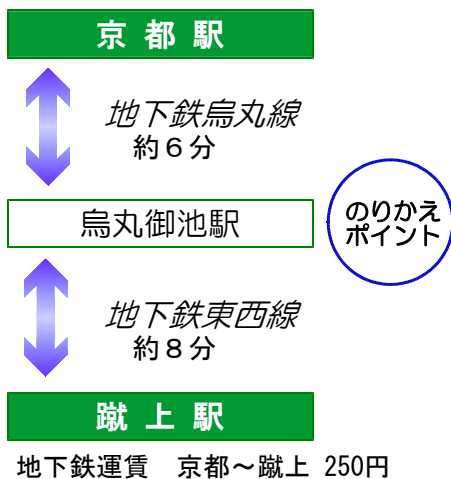 京都駅
地下鉄烏丸線
約６分
烏丸御池駅
のりかえ
ポイント
地下鉄東西線
約８分
蹴上駅
地下鉄運賃　京都～蹴上 250円